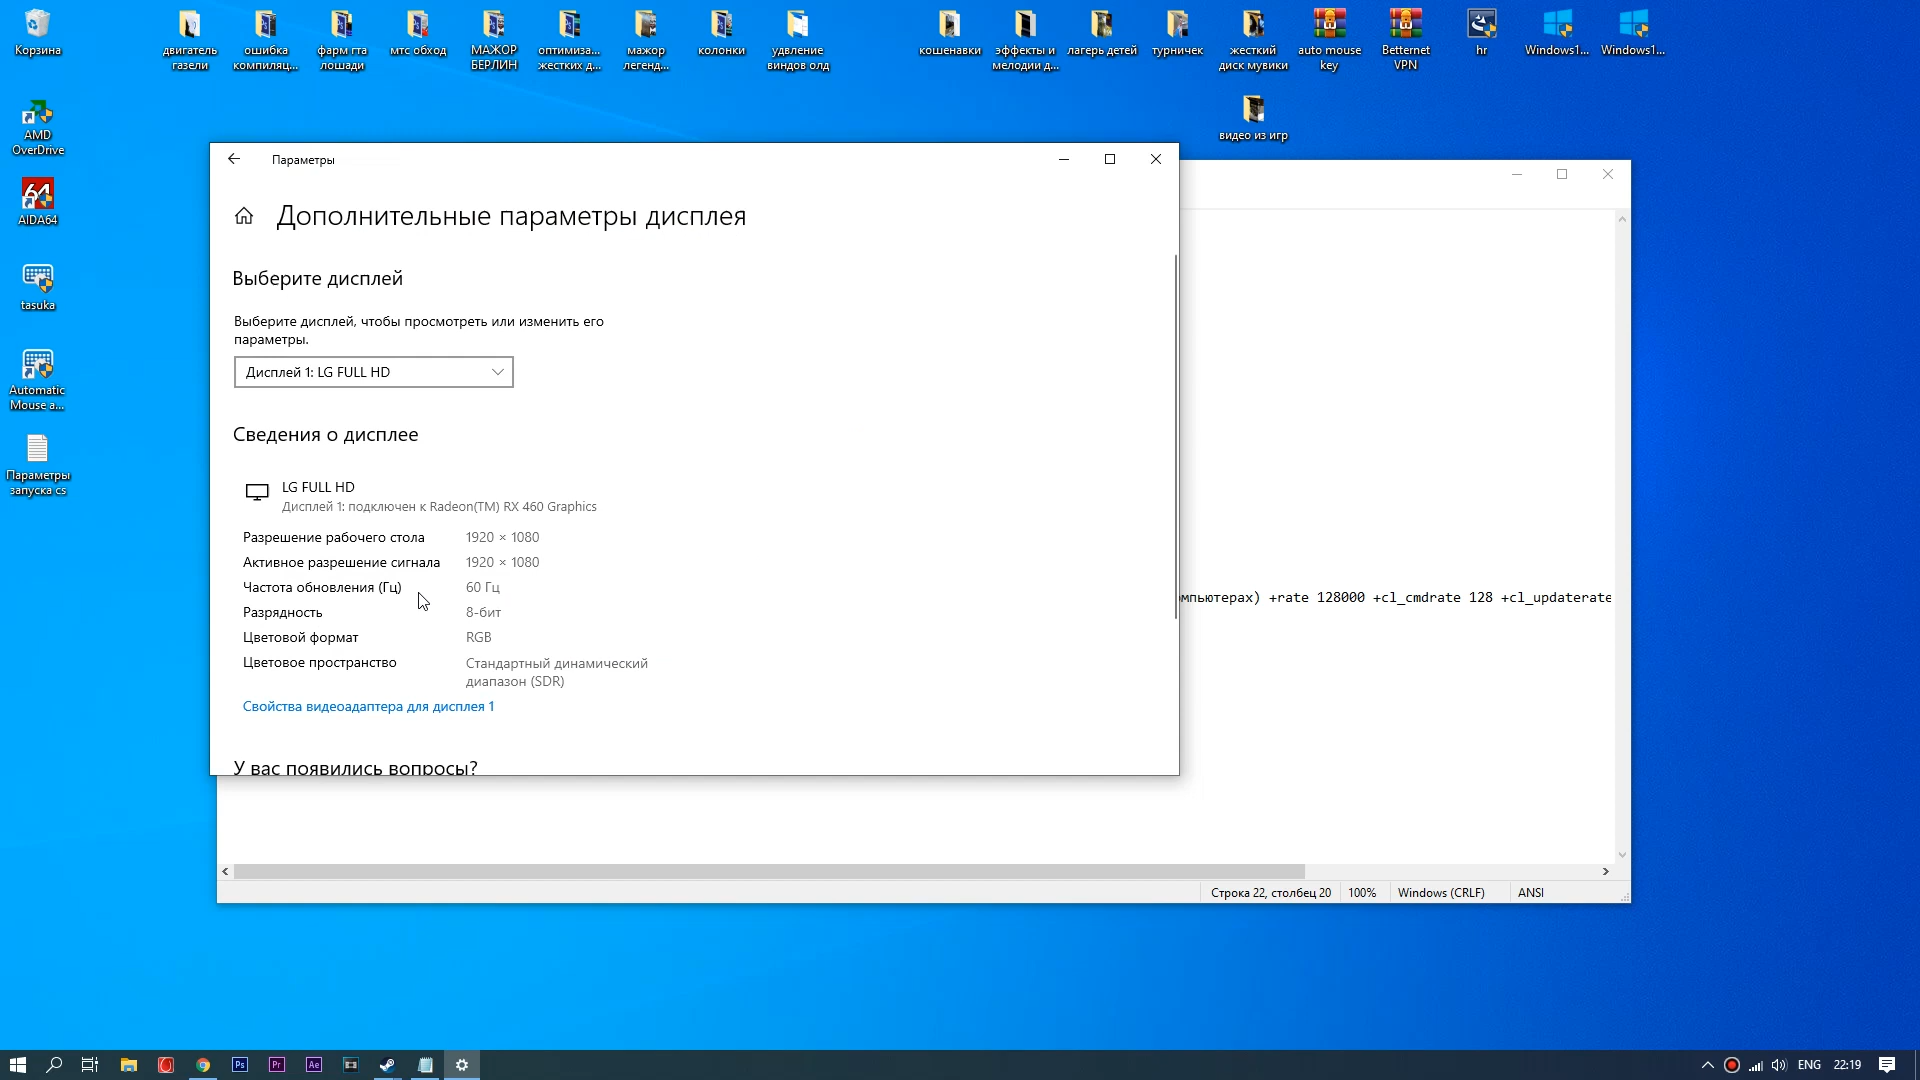 Корзина
двигатель
газели
ошибка
компиляц...
фарм гта
лошади
мтс обход
МАЖОР
БЕРЛИН
оптимиза...
жестких д...
мажор
легенд...
колонки
удвление
виндов олд
кошенавки
эффекты и
мелодии д...
лагерь детей
турничек
жесткий
диск мувики
auto mouse
key
Betternet
VPN
hr
Windows1...
Windows1...
видео из игр
AMD
OverDrive
64
AIDA64
tasuka
Automatic
Mouse a...
Параметры
запуска cs
Параметры
Дополнительные параметры дисплея
Выберите дисплей
Выберите дисплей, чтобы просмотреть или изменить его
параметры.
Дисплей 1: LG FULL HD
Сведения о дисплее
LG FULL HD
Дисплей 1: подключен к Radeon(TM) RX 460 Graphics
Разрешение рабочего стола 1920 × 1080
Активное разрешение сигнала 1920 × 1080
Частота обновления (Гц) 60 Гц
Разрядность 8-бит
Цветовой формат RGB
Цветовое пространство Стандартный динамический
диапазон (SDR)
Свойства видеоадаптера для дисплея 1
У вас появились вопросы?
омпьютерах) +rate 128000 +cl_cmdrate 128 +cl_updaterate
Строка 22, столбец 20 100% Windows (CRLF) ANSI
Ps Pr Ae
ENG 22:19